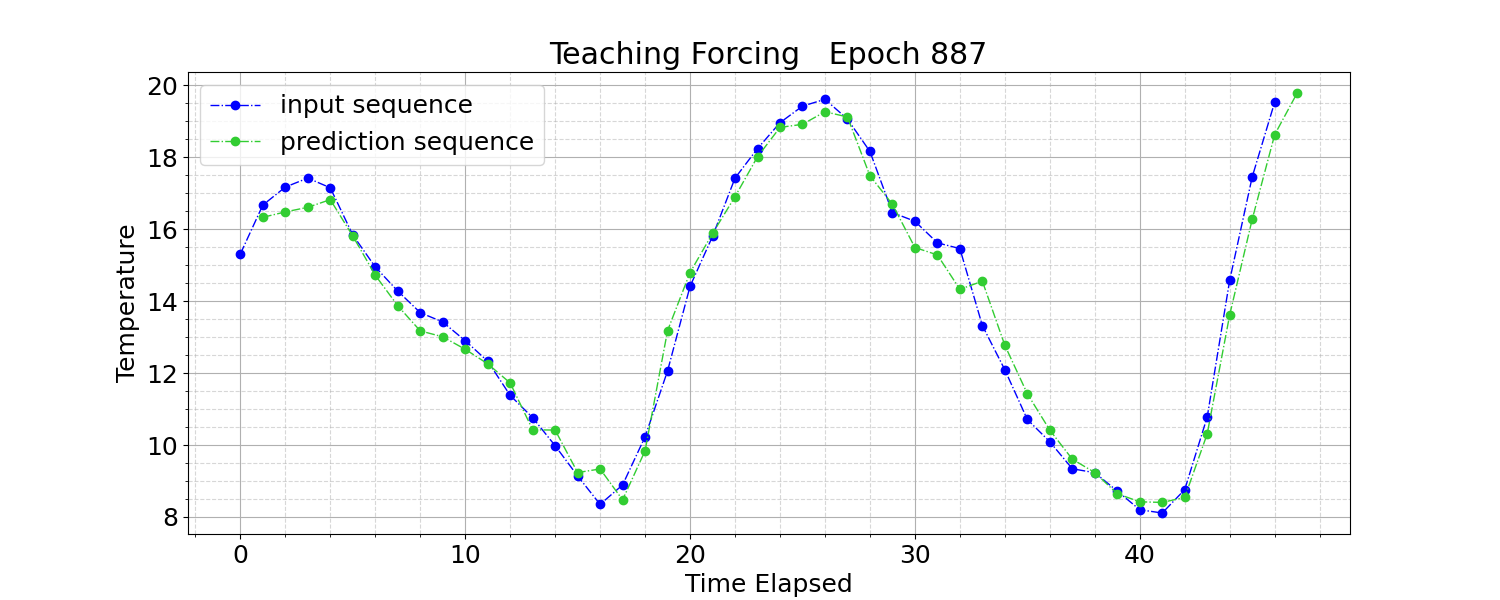 Teaching Forcing   Epoch 887
input sequence
prediction sequence
Temperature
20
18
16
14
12
10
8
0 10 20 30 40
Time Elapsed